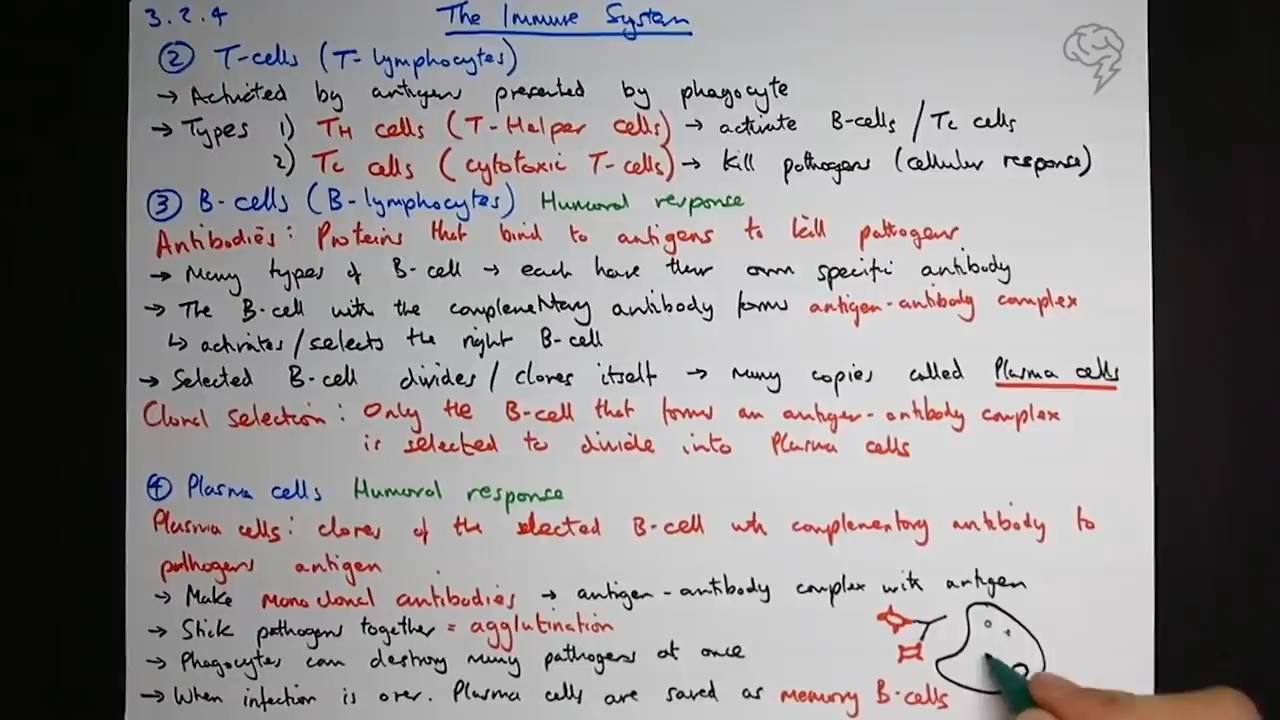 3.2.4 The Immune System
② T-cells (T-lymphocytes)
→ Activated by antigens presented by phagocyte
→ Types 1) TH cells (T-Helper cells) → activate B-cells / Tc cells
2) Tc cells (cytotoxic T-cells) → kill pathogens (cellular response)
③ B-cells (B-lymphocytes) Humoral response
Antibodies: Proteins that bind to antigens to kill pathogens
→ Many types of B-cell → each have their own specific antibody
→ The B-cell with the complementary antibody forms antigen-antibody complex
↳ activates/selects the right B-cell
→ Selected B-cell divides/clones itself → many copies called Plasma cells
Clonal selection: Only the B-cell that forms an antigen-antibody complex
is selected to divide into Plasma cells
④ Plasma cells Humoral response
Plasma cells: clones of the selected B-cell with complementary antibody to
pathogens antigen
→ Make monoclonal antibodies → antigen-antibody complex with antigen
→ Stick pathogens together = agglutination
→ Phagocytes can destroy many pathogens at once
→ When infection is over. Plasma cells are saved as memory B-cells